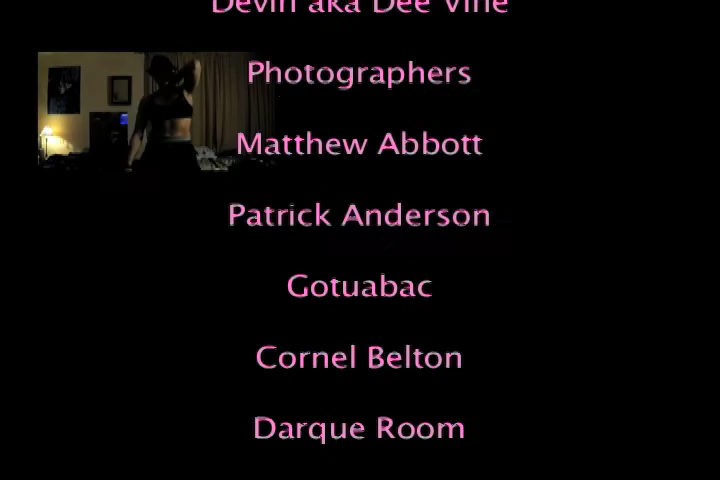 Devin aka Dee Vine
Photographers
Matthew Abbott
Patrick Anderson
Gotuabac
Cornel Belton
Darque Room